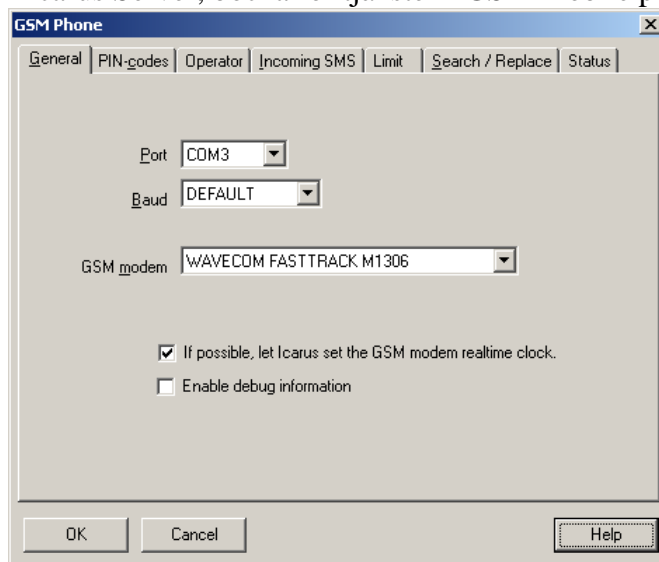 GSM Phone
General PIN-codes Operator Incoming SMS Limit Search / Replace Status
Port COM3
Baud DEFAULT
GSM modem WAVECOM FASTTRACK M1306
If possible, let Icarus set the GSM modem realtime clock.
Enable debug information
OK Cancel Help